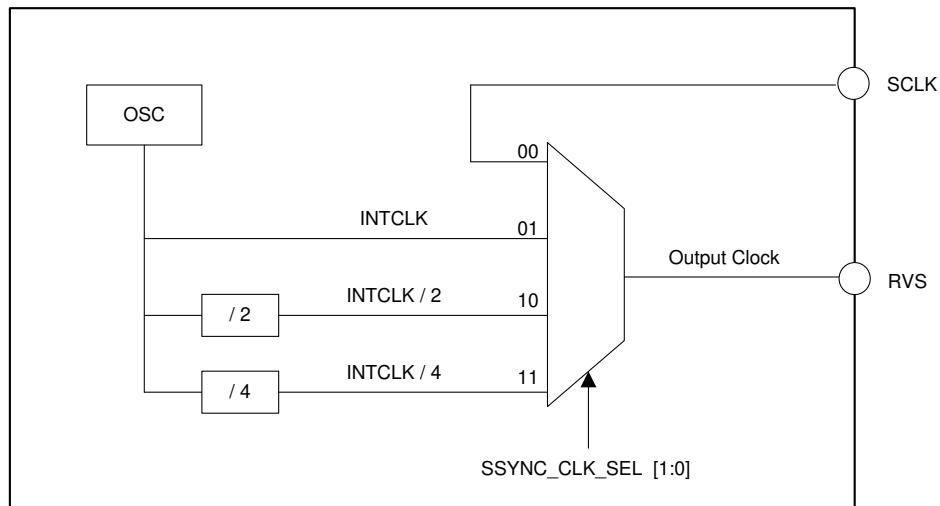 SCLK
OSC
00
INTCLK
01
Output Clock
RVS
INTCLK / 2
10
/ 2
INTCLK / 4
11
/ 4
SSYNC_CLK_SEL [1:0]